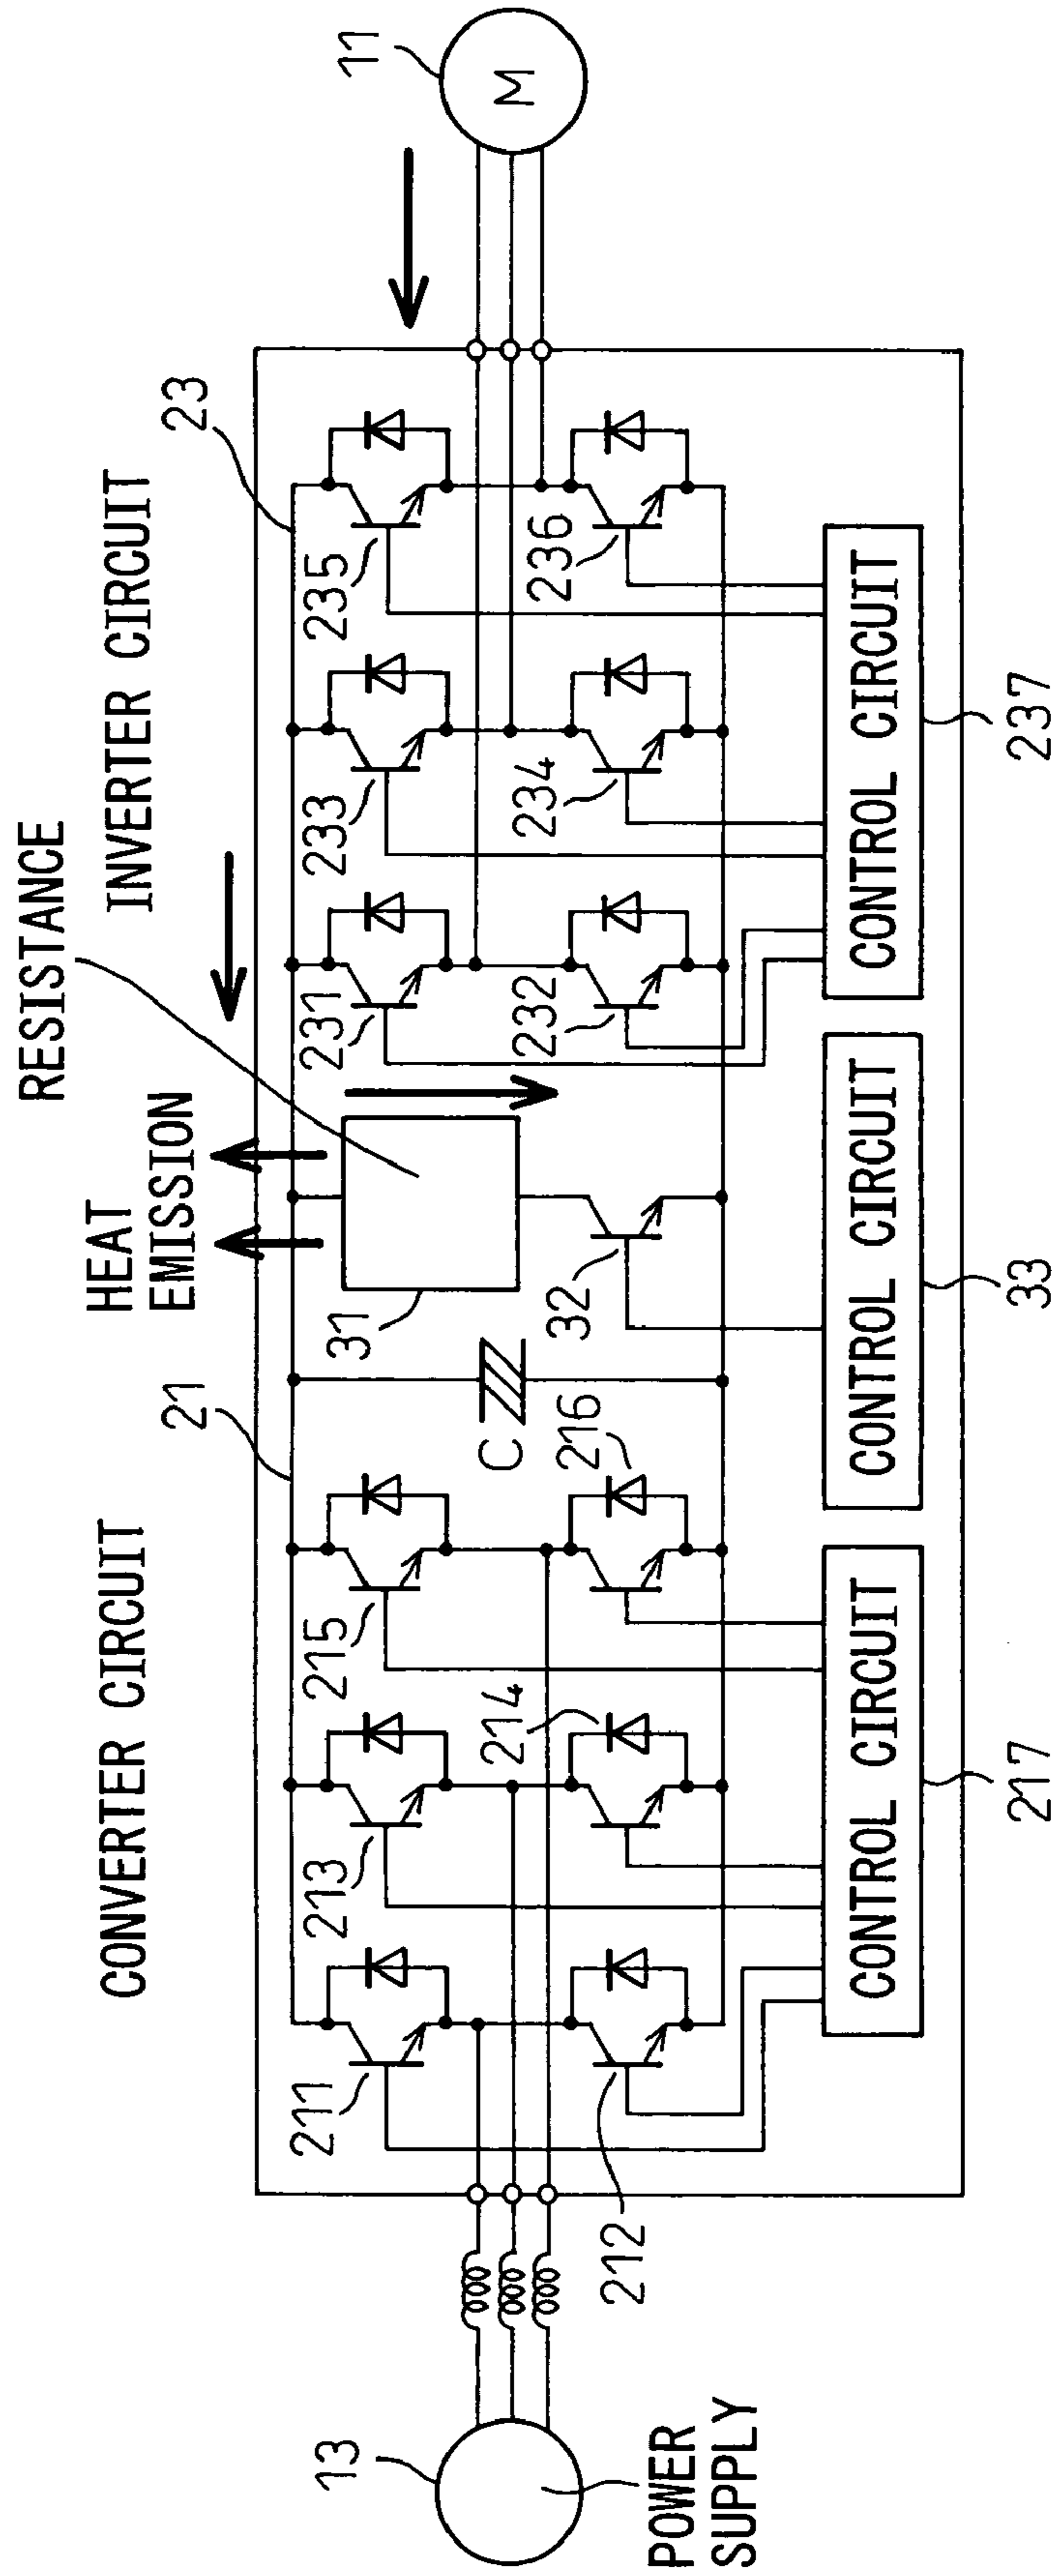 RESISTANCE
HEAT
EMISSION
CONVERTER CIRCUIT
INVERTER CIRCUIT
21
23
11
M
13
POWER
SUPPLY
211
213
215
31
231
233
235
C
212
214
216
32
232
234
236
CONTROL CIRCUIT
CONTROL CIRCUIT
CONTROL CIRCUIT
217
33
237